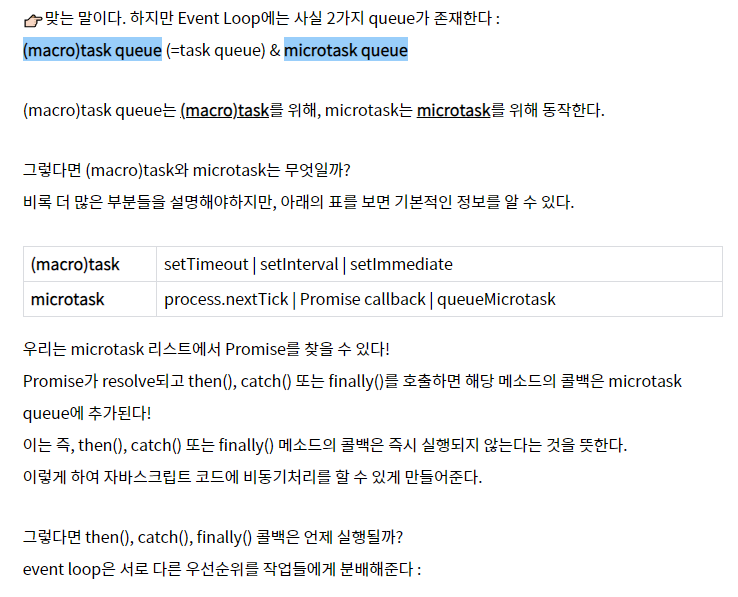 👉맞는 말이다. 하지만 Event Loop에는 사실 2가지 queue가 존재한다 :
(macro)task queue (=task queue) & microtask queue
(macro)task queue는 (macro)task를 위해, microtask는 microtask를 위해 동작한다.
그렇다면 (macro)task와 microtask는 무엇일까?
비록 더 많은 부분들을 설명해야하지만, 아래의 표를 보면 기본적인 정보를 알 수 있다.
(macro)task setTimeout | setInterval | setImmediate
microtask process.nextTick | Promise callback | queueMicrotask
우리는 microtask 리스트에서 Promise를 찾을 수 있다!
Promise가 resolve되고 then(), catch() 또는 finally()를 호출하면 해당 메소드의 콜백은 microtask
queue에 추가된다!
이는 즉, then(), catch() 또는 finally() 메소드의 콜백은 즉시 실행되지 않는다는 것을 뜻한다.
이렇게 하여 자바스크립트 코드에 비동기처리를 할 수 있게 만들어준다.
그렇다면 then(), catch(), finally() 콜백은 언제 실행될까?
event loop은 서로 다른 우선순위를 작업들에게 분배해준다 :